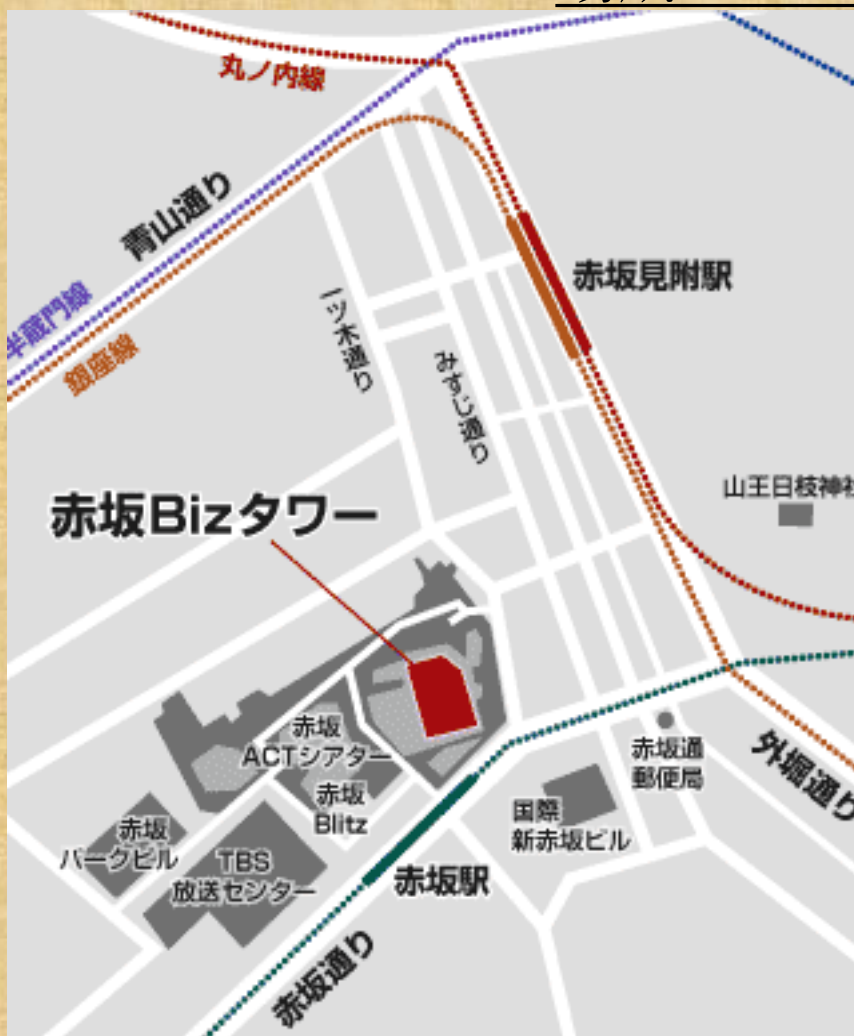 丸ノ内線
青山通り
赤坂見附駅
半蔵門線
銀座線
一ツ木通り
みすじ通り
山王日枝神社
赤坂Bizタワー
赤坂
ACTシアター
赤坂
Blitz
赤坂通
郵便局
外堀通り
国際
新赤坂ビル
赤坂
パークビル
TBS
放送センター
赤坂駅
赤坂通り